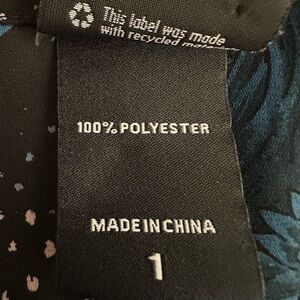 This label was made
with recycled
100% POLYESTER
MADE IN CHINA
1